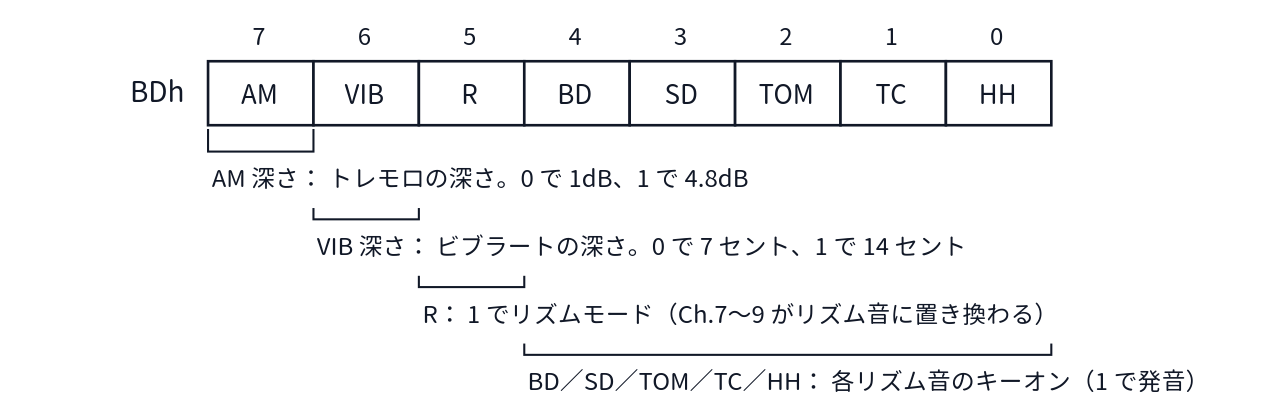 7 6 5 4 3 2 1 0
BDh AM VIB R BD SD TOM TC HH
AM 深さ： トレモロの深さ。0 で 1dB、1 で 4.8dB
VIB 深さ： ビブラートの深さ。0 で 7 セント、1 で 14 セント
R： 1 でリズムモード（Ch.7〜9 がリズム音に置き換わる）
BD／SD／TOM／TC／HH： 各リズム音のキーオン（1 で発音）